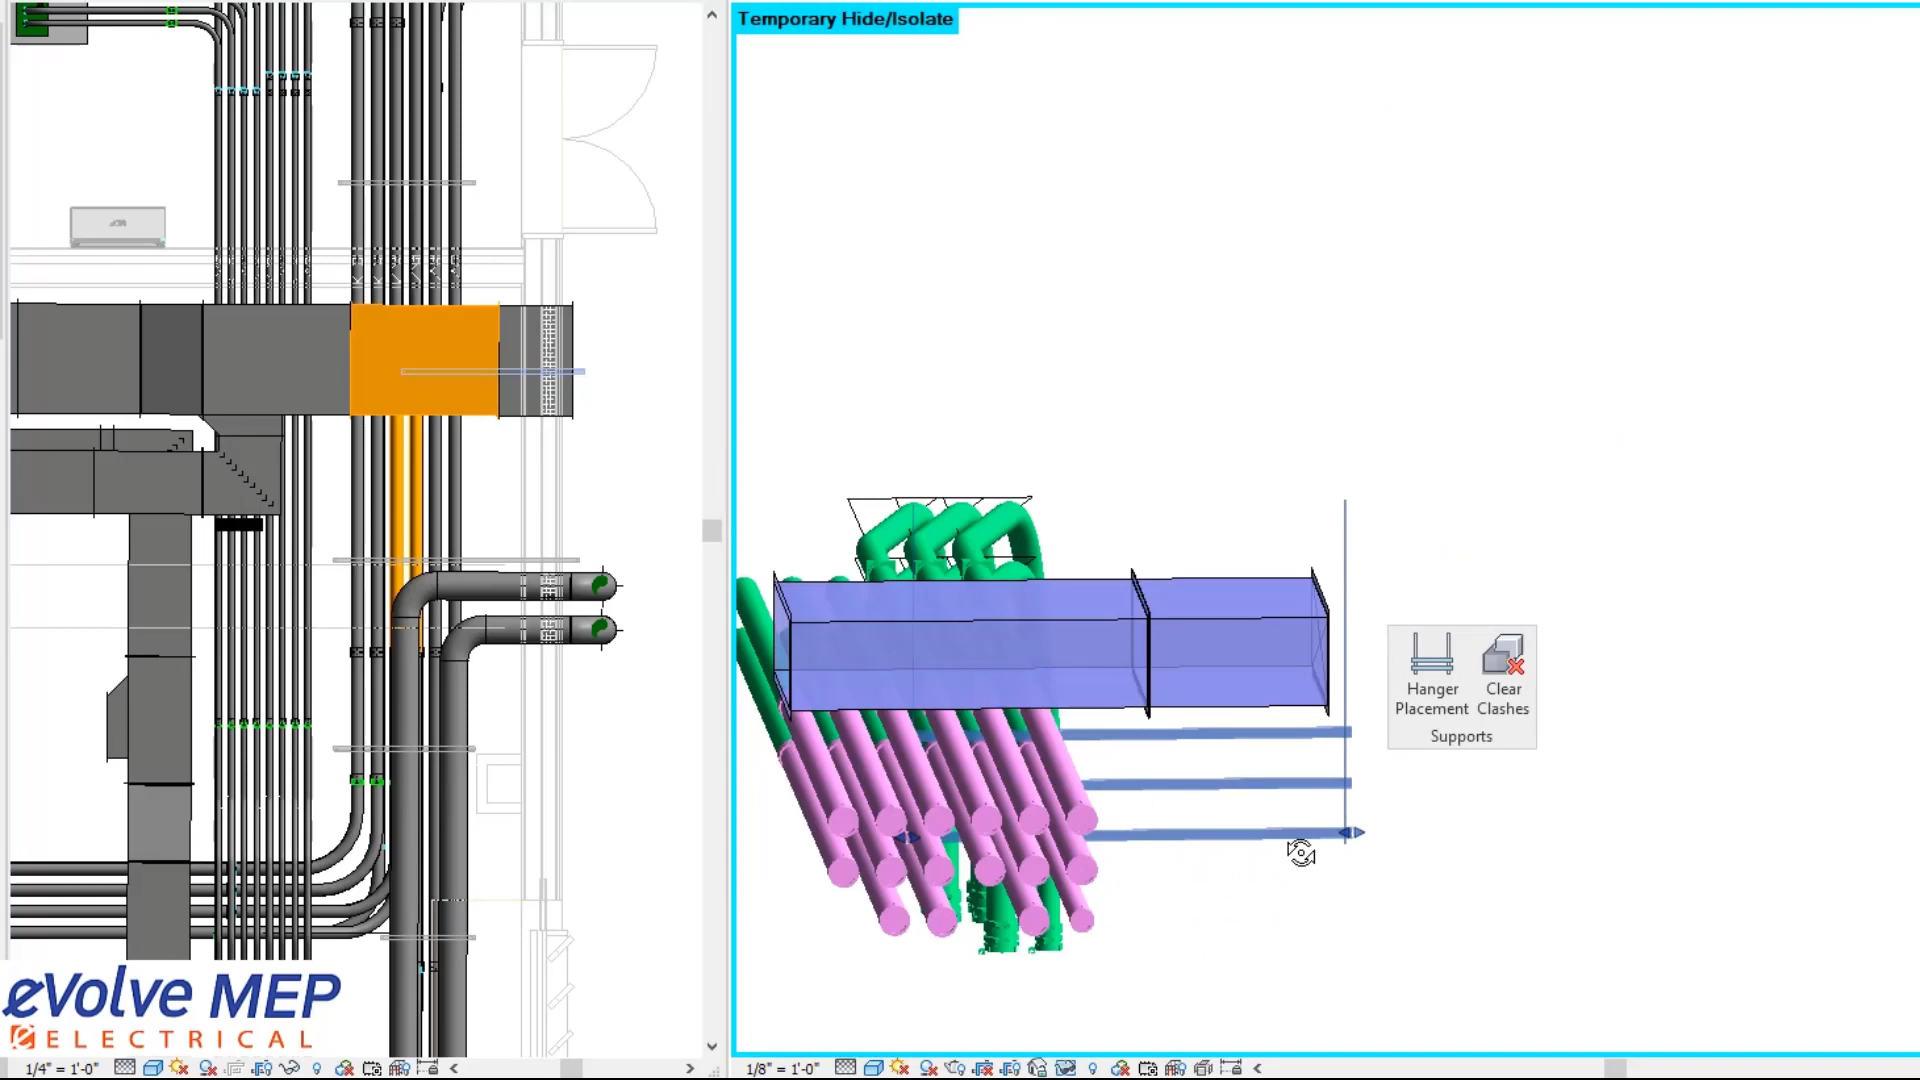 Temporary Hide/Isolate
Hanger Placement
Clear Clashes
Supports
eVolve MEP
ELECTRICAL
1/4" = 1'-0"
1/8" = 1'-0"